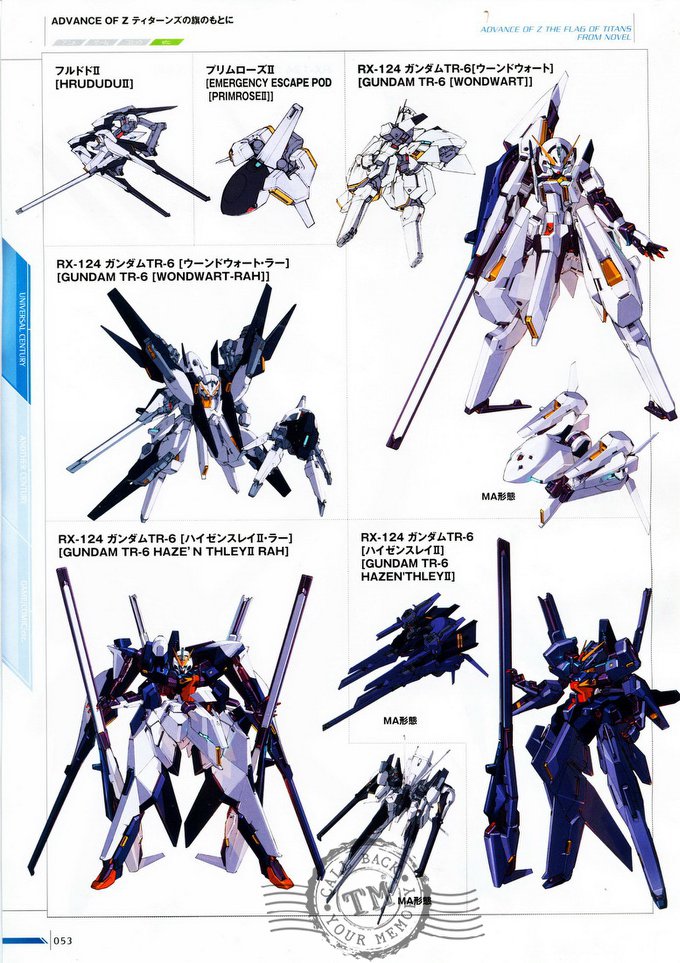 ADVANCE OF Z ティターンズの旗のもとに
ADVANCE OF Z THE FLAG OF TITANS
FROM NOVEL
フルドドⅡ
[HRUDUDUⅡ]
プリムローズⅡ
[EMERGENCY ESCAPE POD
[PRIMROSEⅡ]]
RX-124 ガンダムTR-6[ウーンドウォート]
[GUNDAM TR-6 [WONDWART]]
RX-124 ガンダムTR-6 [ウーンドウォート・ラー]
[GUNDAM TR-6 [WONDWART-RAH]]
MA形態
RX-124 ガンダムTR-6 [ハイゼンスレイⅡ・ラー]
[GUNDAM TR-6 HAZE'N THLEYⅡ RAH]
RX-124 ガンダムTR-6
[ハイゼンスレイⅡ]
[GUNDAM TR-6
HAZEN'THLEYⅡ]
MA形態
MA形態
UNIVERSAL CENTURY
ANOTHER CENTURY
GAME/COMIC/etc.
CALL BACK
TM
YOUR MEMORY
053